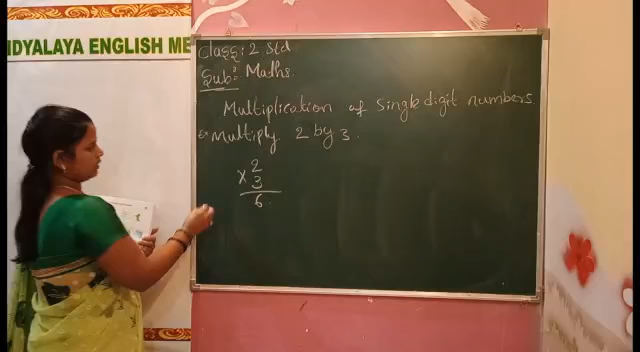 IDYALAYA ENGLISH ME
Class: 2 Std
Sub: Maths.
Multiplication of Single digit numbers
Ex Multiply 2 by 3.
2
× 3
6